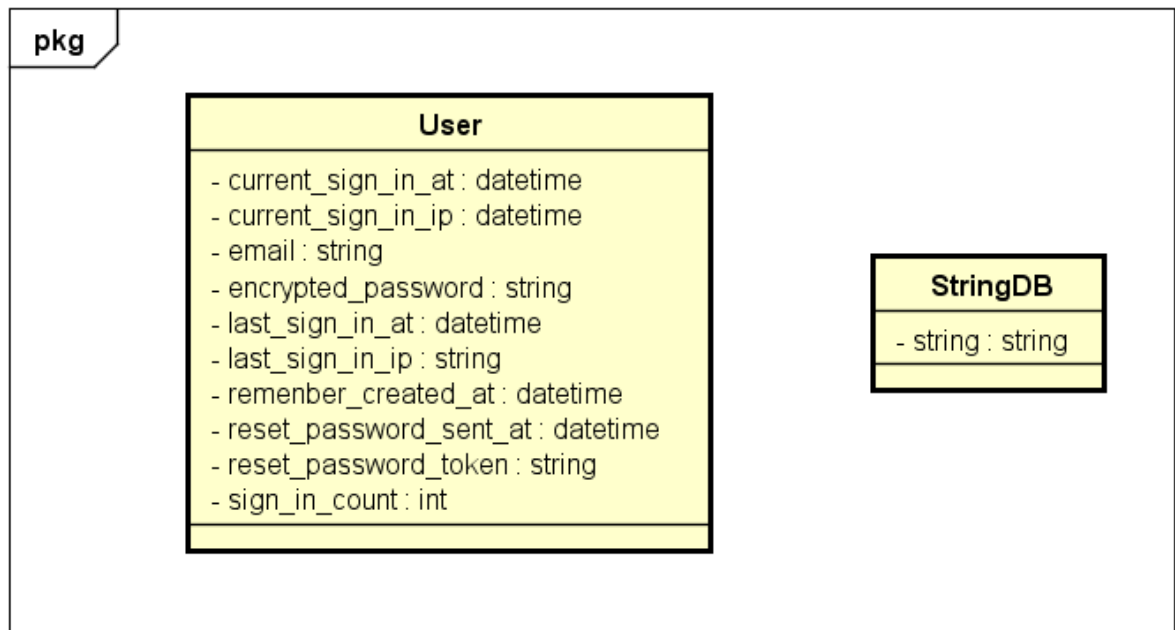 pkg
User
- current_sign_in_at : datetime
- current_sign_in_ip : datetime
- email : string
- encrypted_password : string
- last_sign_in_at : datetime
- last_sign_in_ip : string
- remenber_created_at : datetime
- reset_password_sent_at : datetime
- reset_password_token : string
- sign_in_count : int
StringDB
- string : string